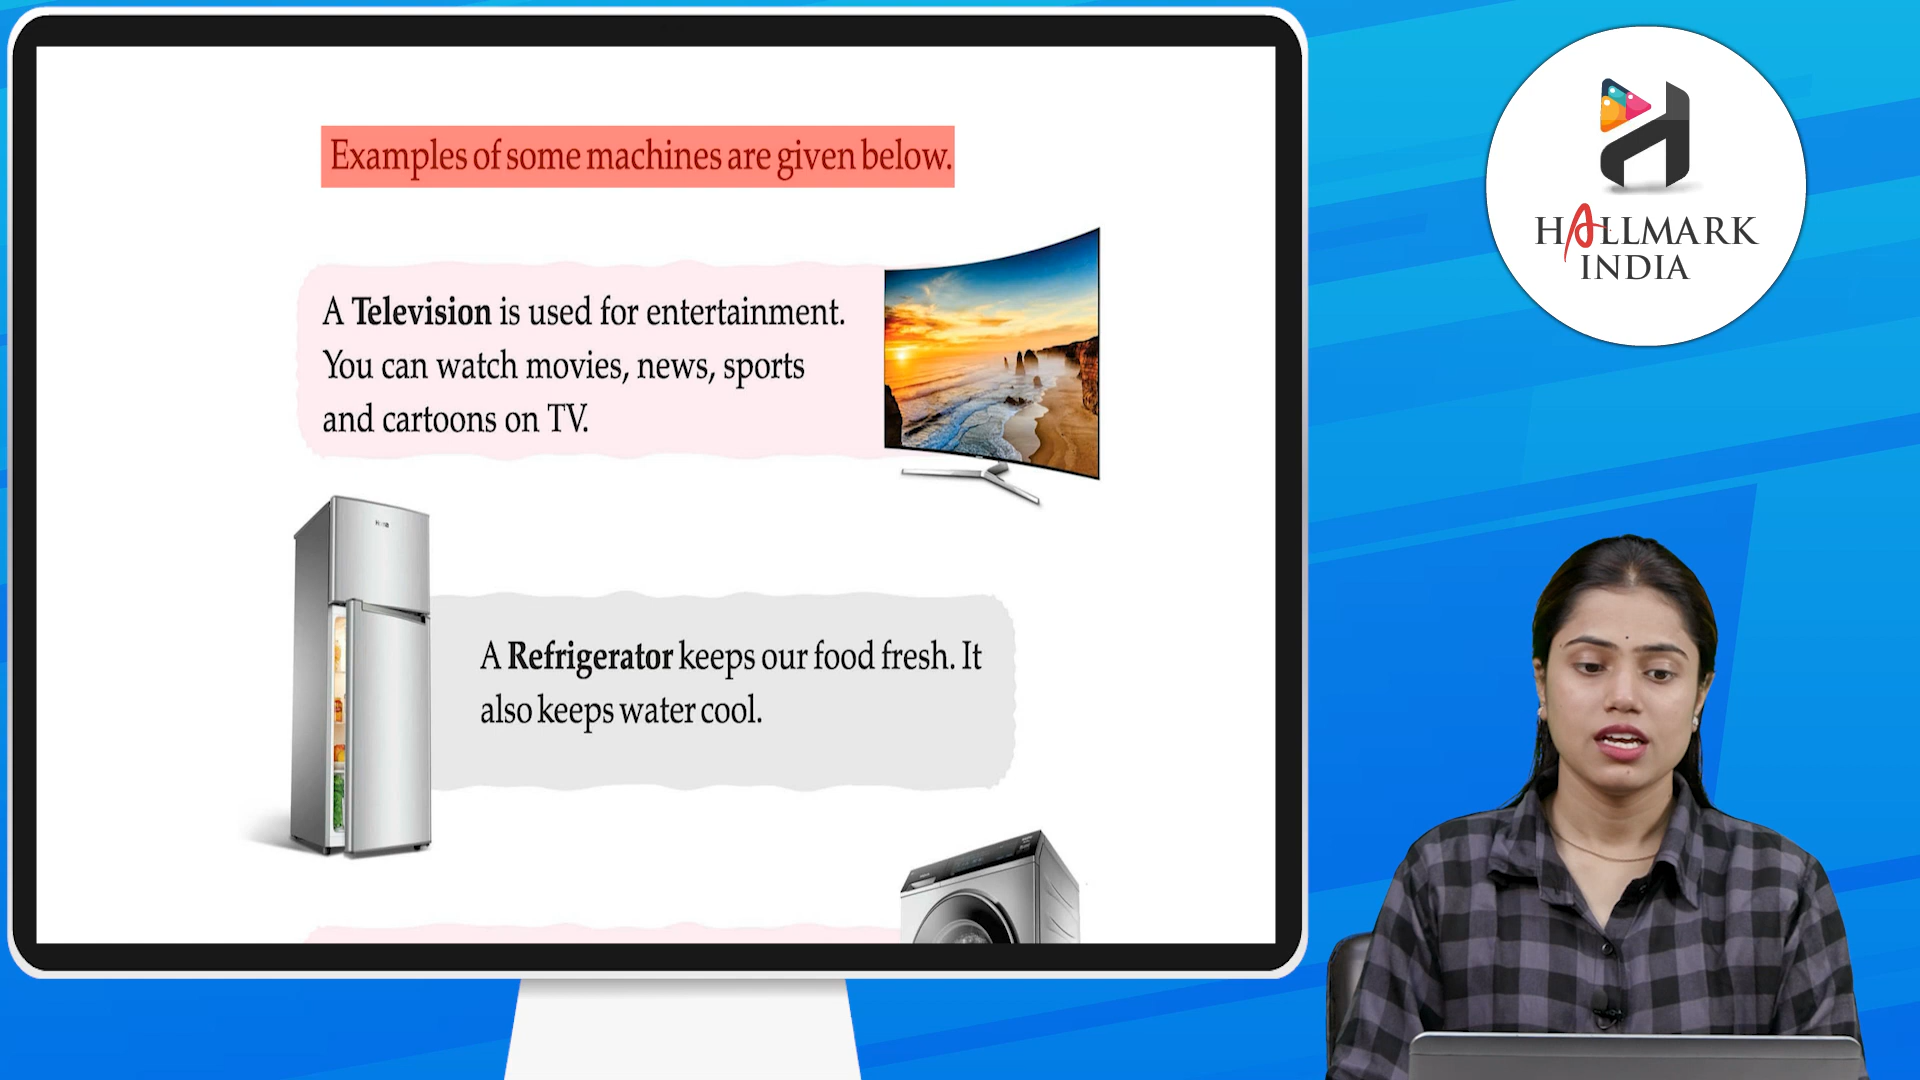 Examples of some machines are given below.
A Television is used for entertainment.
You can watch movies, news, sports
and cartoons on TV.
A Refrigerator keeps our food fresh. It
also keeps water cool.
HALLMARK
INDIA